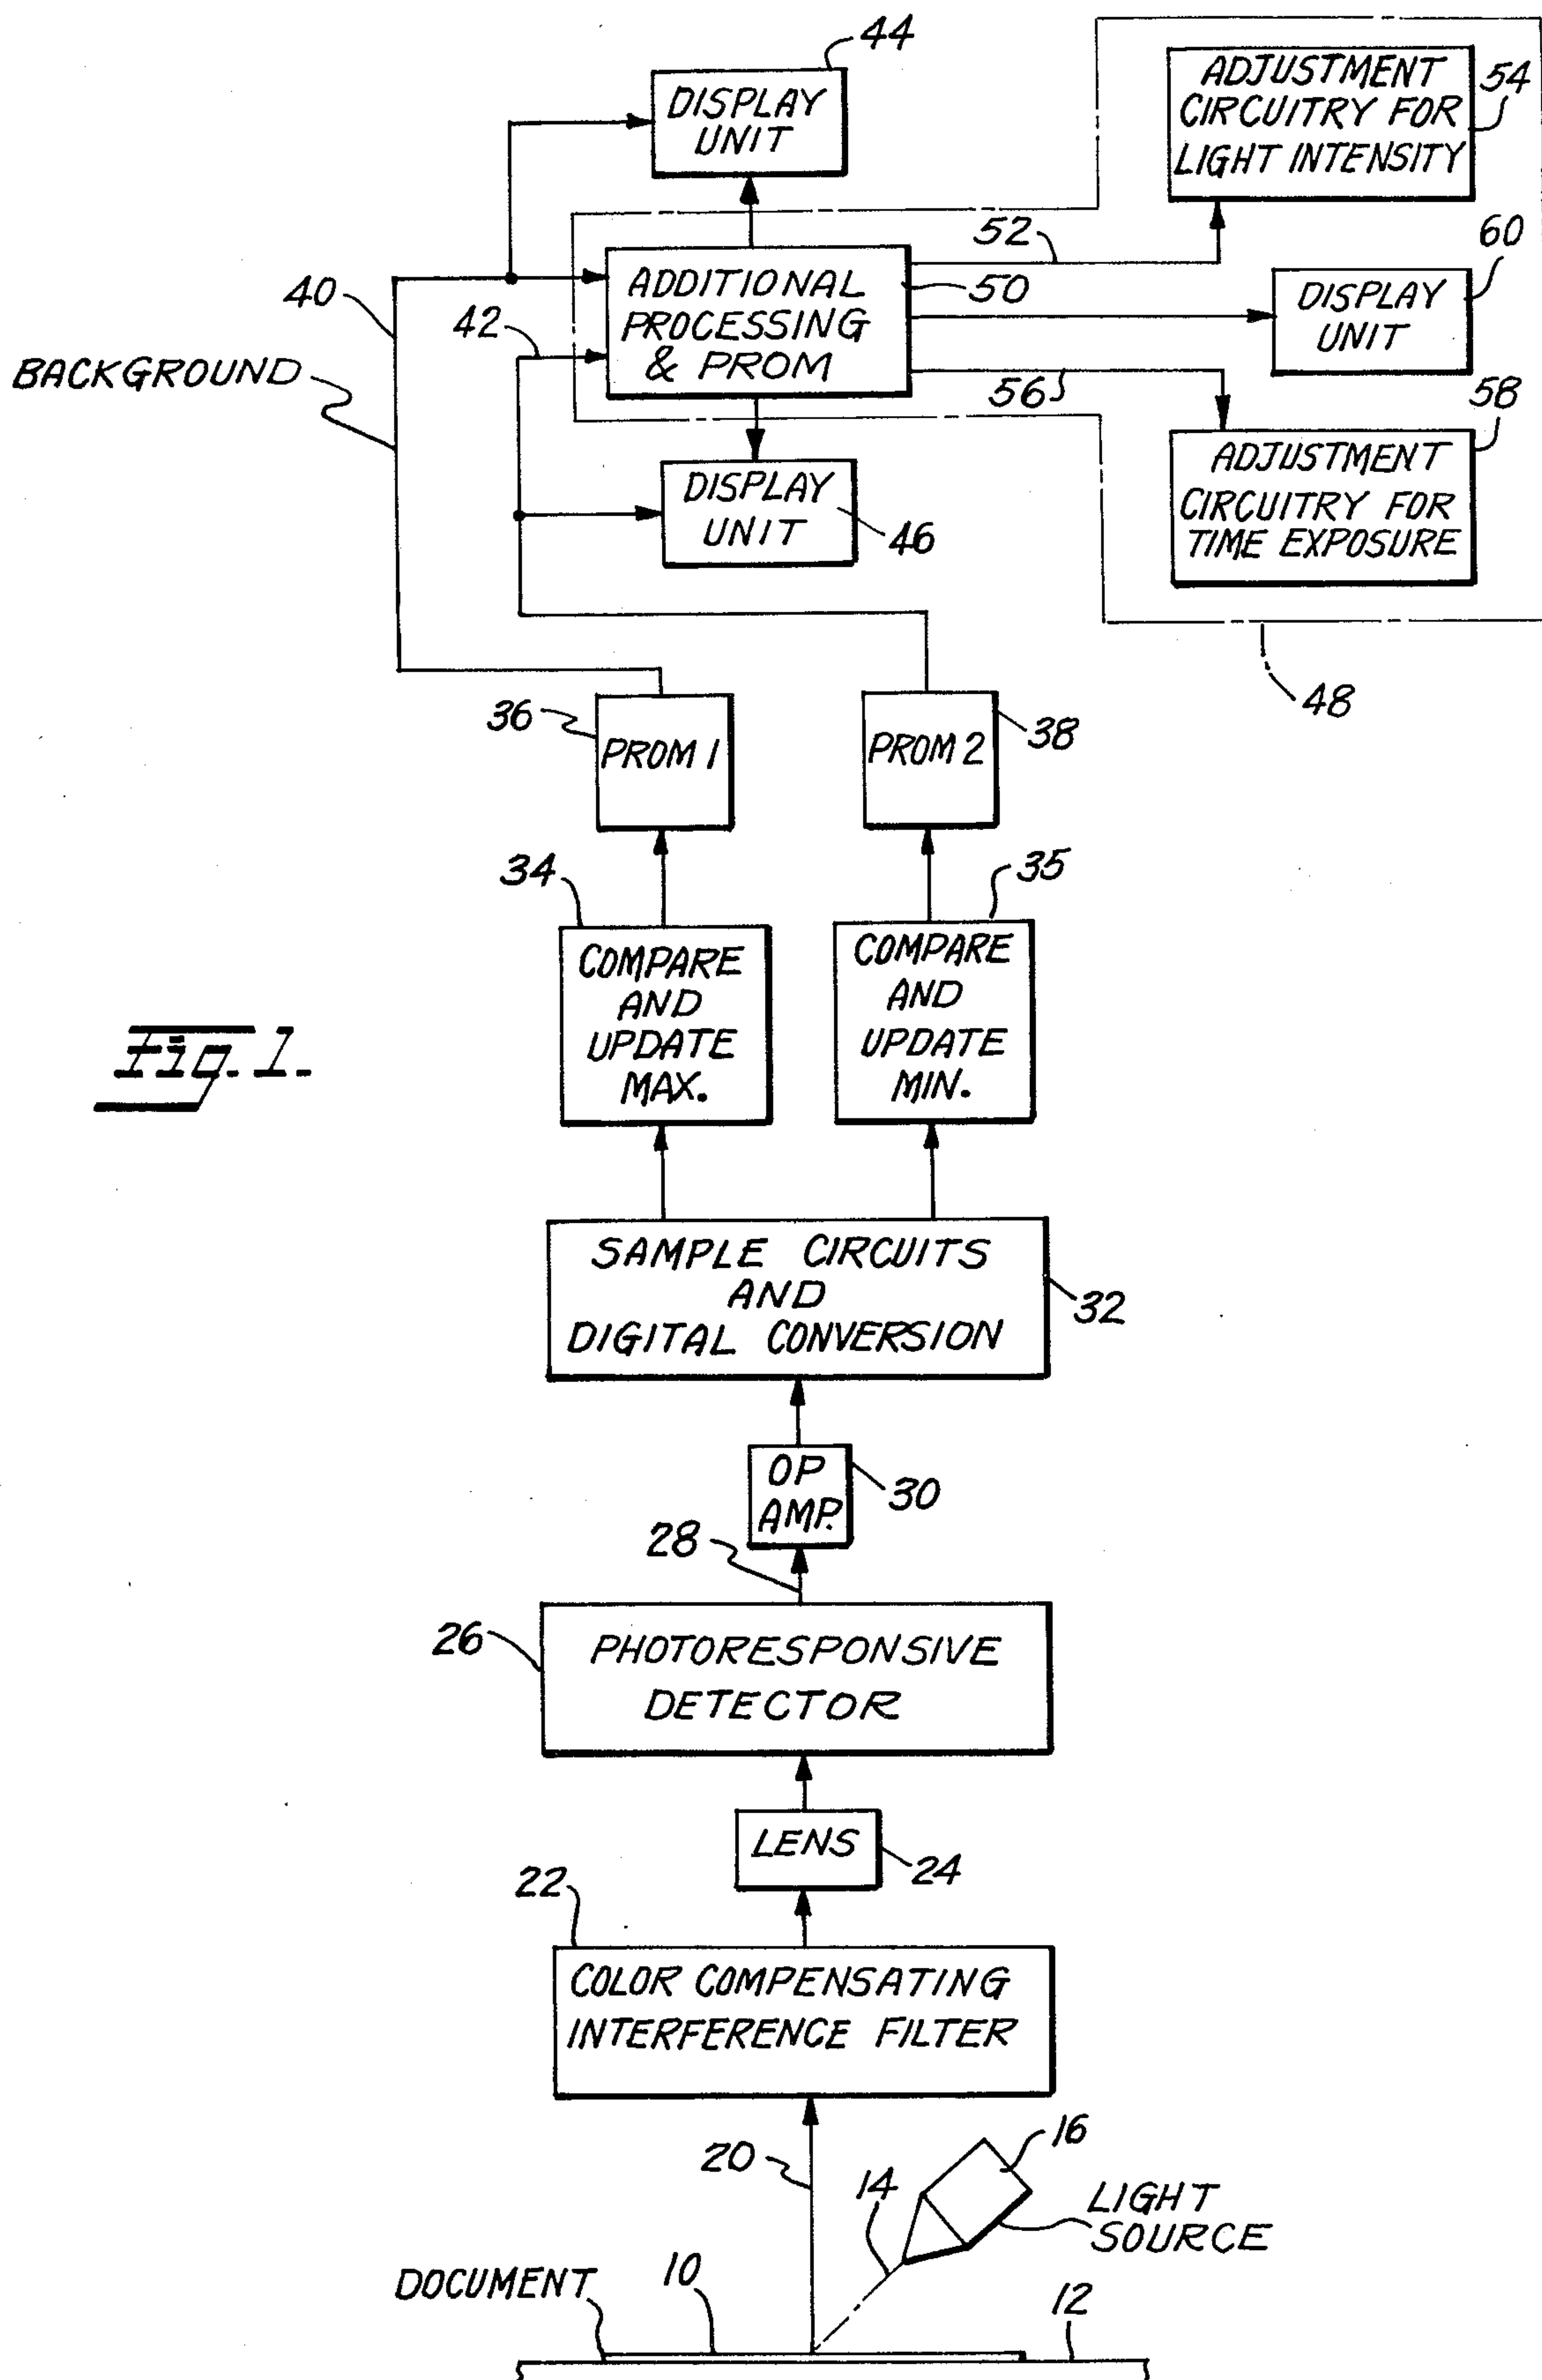 44
DISPLAY
UNIT
ADJUSTMENT
CIRCUITRY FOR
LIGHT INTENSITY
54
52
60
40
ADDITIONAL
PROCESSING
& PROM
50
DISPLAY
UNIT
42
BACKGROUND
56
58
DISPLAY
UNIT
46
ADJUSTMENT
CIRCUITRY FOR
TIME EXPOSURE
48
36
PROM 1
PROM 2
38
34
35
COMPARE
AND
UPDATE
MAX.
COMPARE
AND
UPDATE
MIN.
Fig. 1.
SAMPLE CIRCUITS
AND
DIGITAL CONVERSION
32
OP
AMP.
30
28
26
PHOTORESPONSIVE
DETECTOR
LENS
24
22
COLOR COMPENSATING
INTERFERENCE FILTER
20
14
16
LIGHT
SOURCE
DOCUMENT
10
12